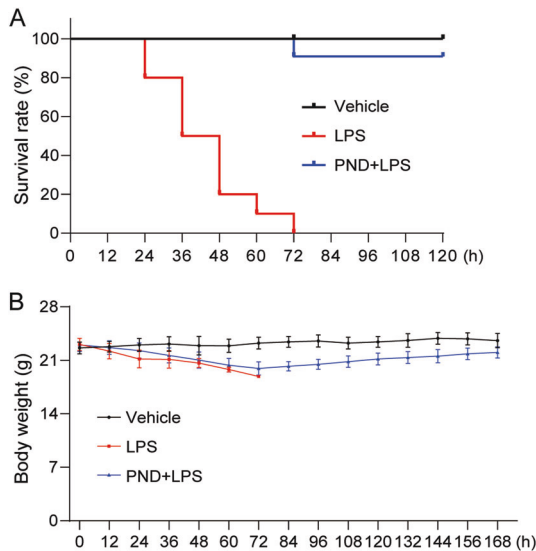 A
Survival rate (%)
100
80
60
40
20
0
Vehicle
LPS
PND+LPS
0 12 24 36 48 60 72 84 96 108 120 (h)
B
Body weight (g)
28
21
14
7
0
Vehicle
LPS
PND+LPS
0 12 24 36 48 60 72 84 96 108 120 132 144 156 168 (h)